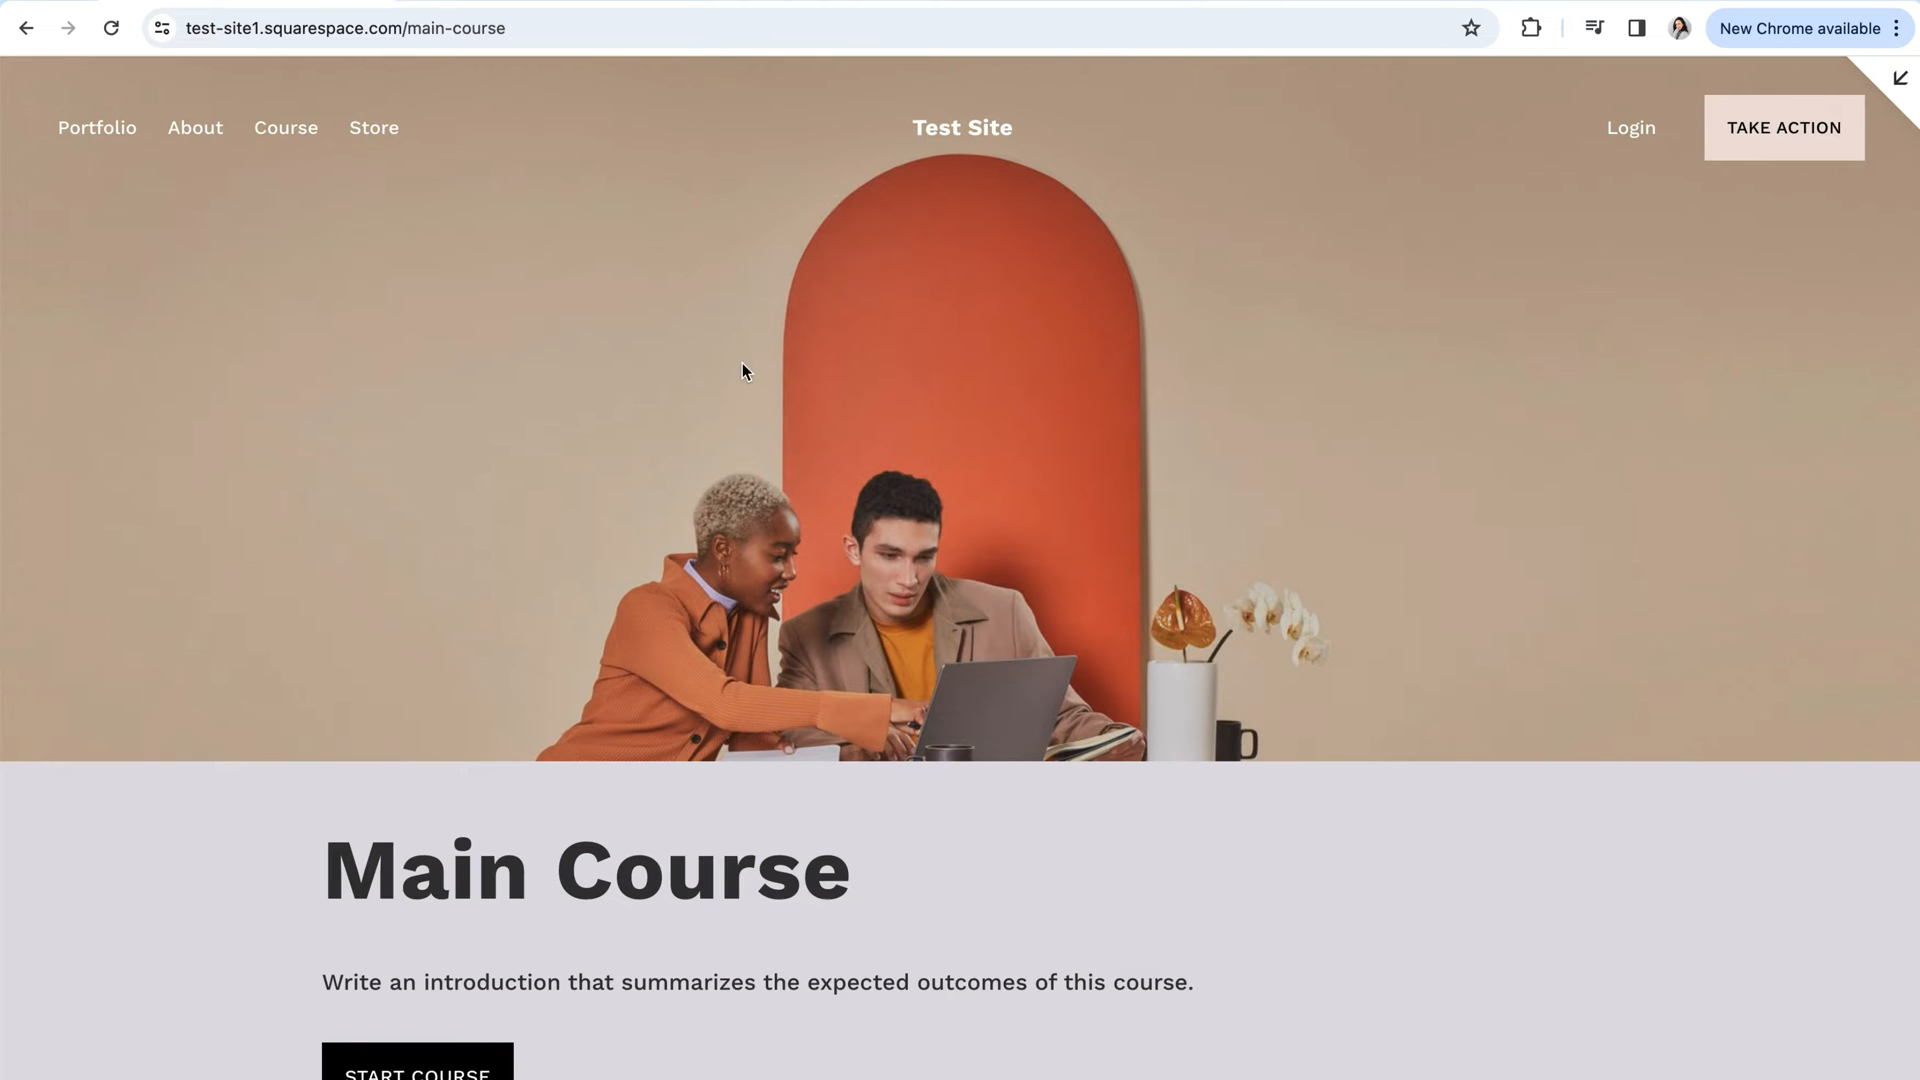 test-site1.squarespace.com/main-course
New Chrome available
Portfolio About Course Store
Test Site
Login
TAKE ACTION
Main Course
Write an introduction that summarizes the expected outcomes of this course.
START COURSE